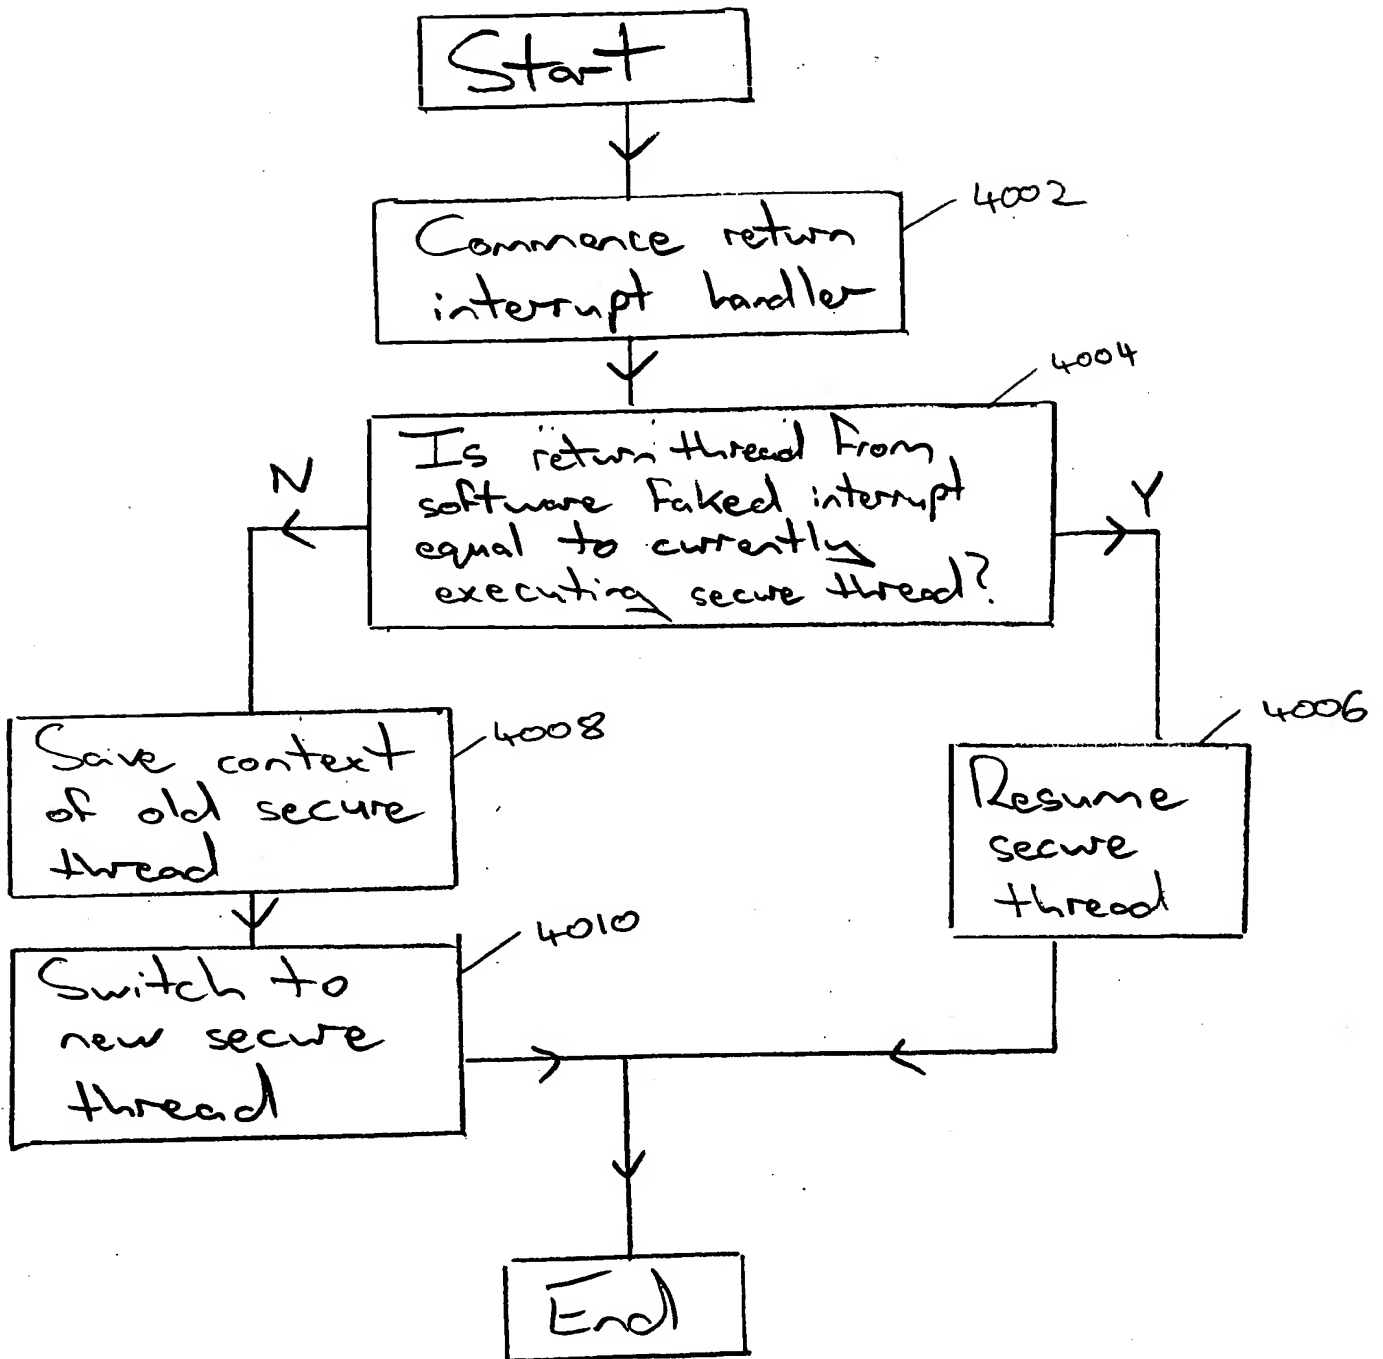 Start
4002
Commence return
interrupt handler
4004
Is "return" thread from
software faked interrupt
equal to currently
executing secure thread?
N
Y
4008
Save context
of old secure
thread
4006
Resume
secure
thread
4010
Switch to
new secure
thread
End